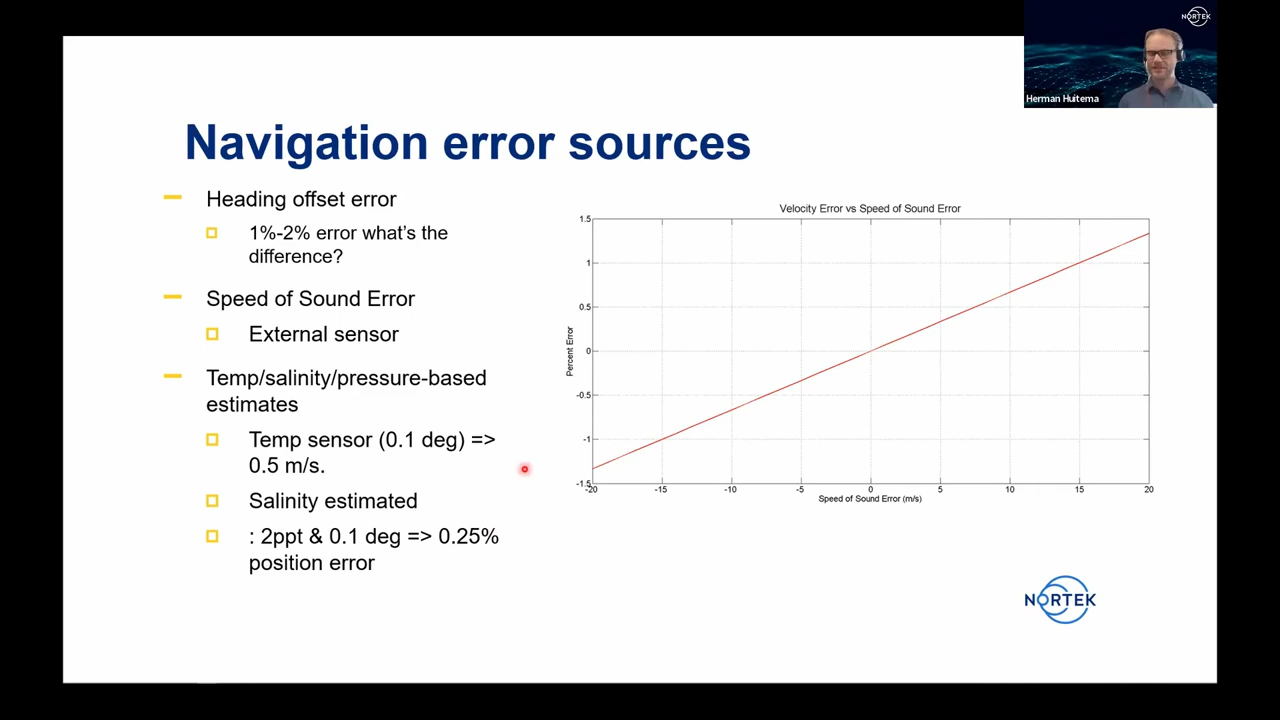 NORTEK
Herman Huitema
Navigation error sources
Heading offset error
1%-2% error what's the
difference?
Speed of Sound Error
External sensor
Temp/salinity/pressure-based
estimates
Temp sensor (0.1 deg) =>
0.5 m/s.
Salinity estimated
: 2ppt & 0.1 deg => 0.25%
position error
Velocity Error vs Speed of Sound Error
Percent Error
1.5
1
0.5
0
-0.5
-1
-1.5
-20 -15 -10 -5 0 5 10 15 20
Speed of Sound Error (m/s)
NORTEK